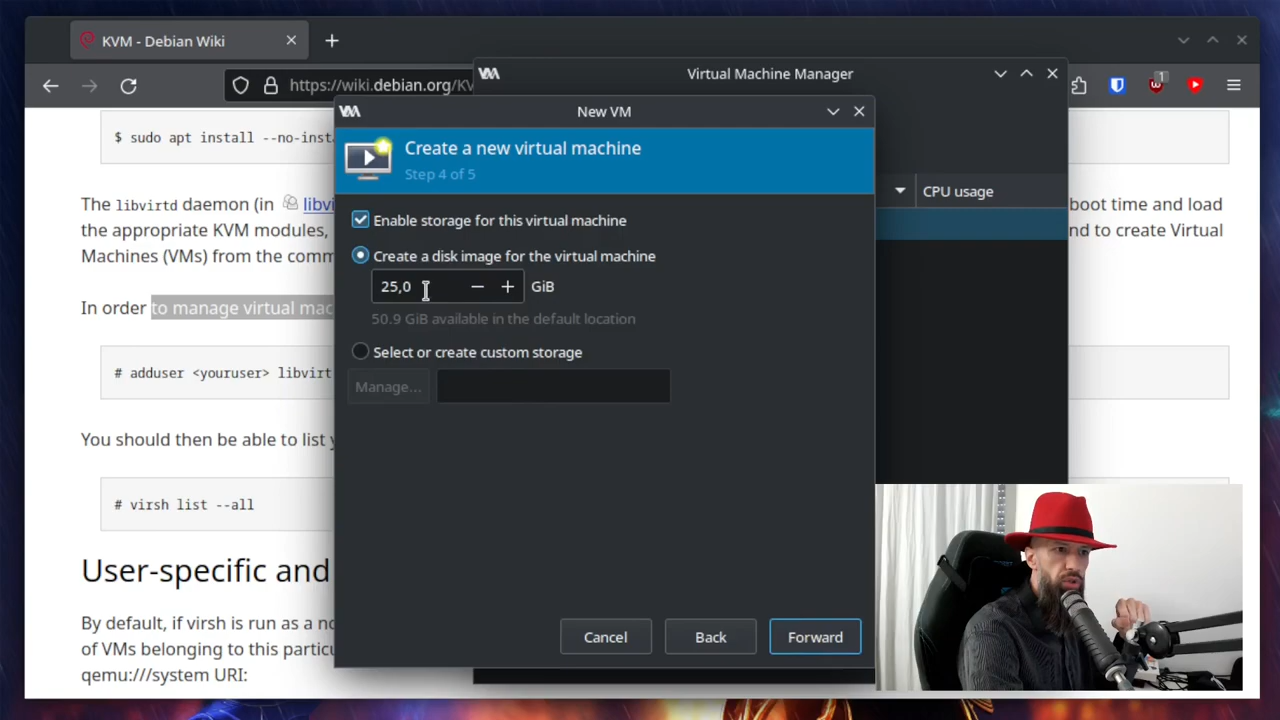 KVM - Debian Wiki
https://wiki.debian.org/KV
1
Virtual Machine Manager
New VM
Create a new virtual machine
Step 4 of 5
CPU usage
Enable storage for this virtual machine
Create a disk image for the virtual machine
25,0 GiB
50.9 GiB available in the default location
Select or create custom storage
Manage...
Cancel Back Forward
$ sudo apt install --no-inst
The libvirtd daemon (in libvi boot time and load
the appropriate KVM modules, nd to create Virtual
Machines (VMs) from the comm
In order to manage virtual mac
# adduser <youruser> libvirt
You should then be able to list
# virsh list --all
User-specific and
By default, if virsh is run as a no
of VMs belonging to this particu
qemu:///system URI: